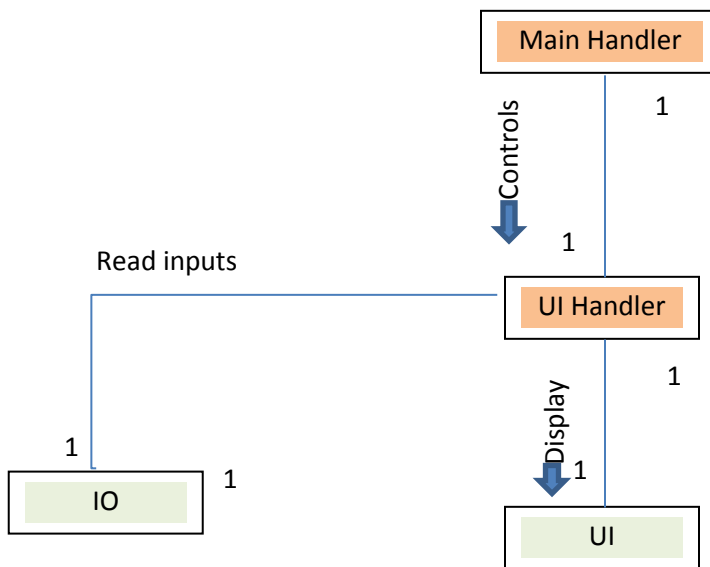 Main Handler
1
Controls
1
Read inputs
UI Handler
1
Display
1
1
1
IO
UI